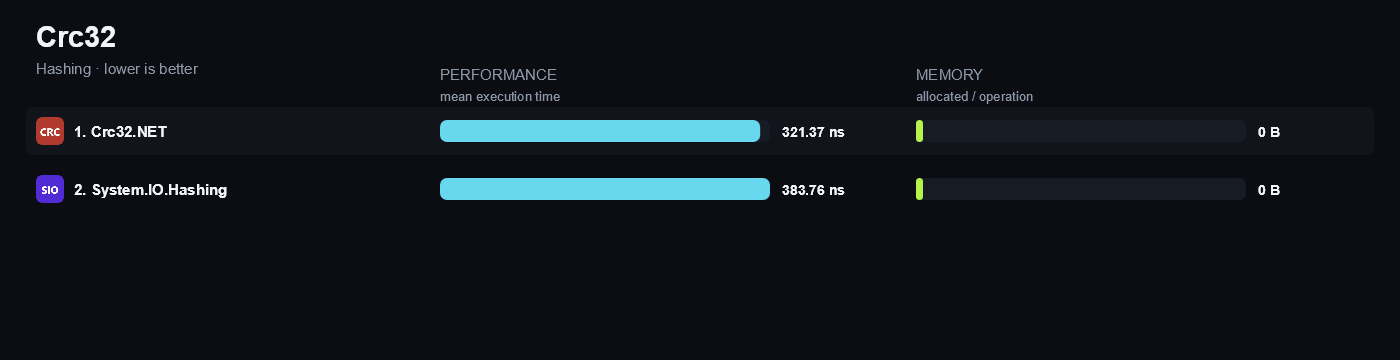 Crc32
Hashing · lower is better
PERFORMANCE
mean execution time
MEMORY
allocated / operation
CRC 1. Crc32.NET 321.37 ns 0 B
SIO 2. System.IO.Hashing 383.76 ns 0 B